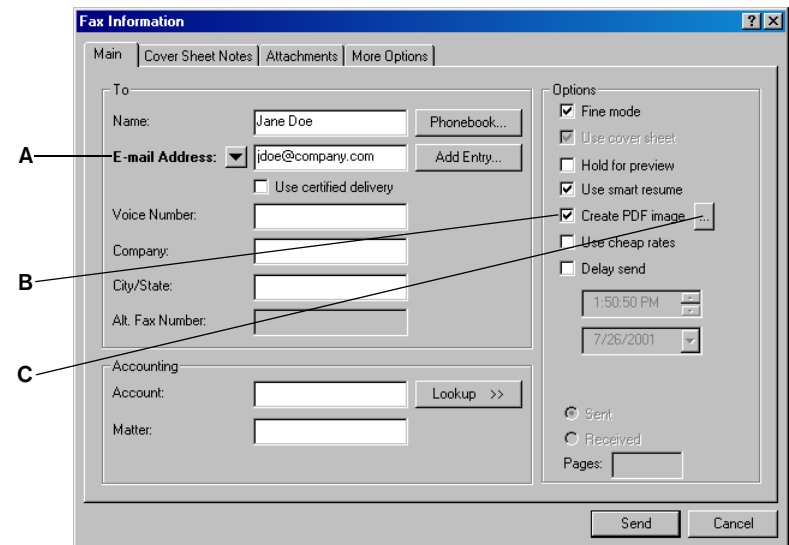 Fax Information
Main Cover Sheet Notes Attachments More Options
To
Name: Jane Doe Phonebook...
A
E-mail Address: jdoe@company.com Add Entry...
Use certified delivery
Voice Number:
Company:
B
City/State:
Alt. Fax Number:
C
Accounting
Account: Lookup >>
Matter:
Options
Fine mode
Use cover sheet
Hold for preview
Use smart resume
Create PDF image ...
Use cheap rates
Delay send
1:50:50 PM
7/26/2001
Sent
Received
Pages:
Send Cancel